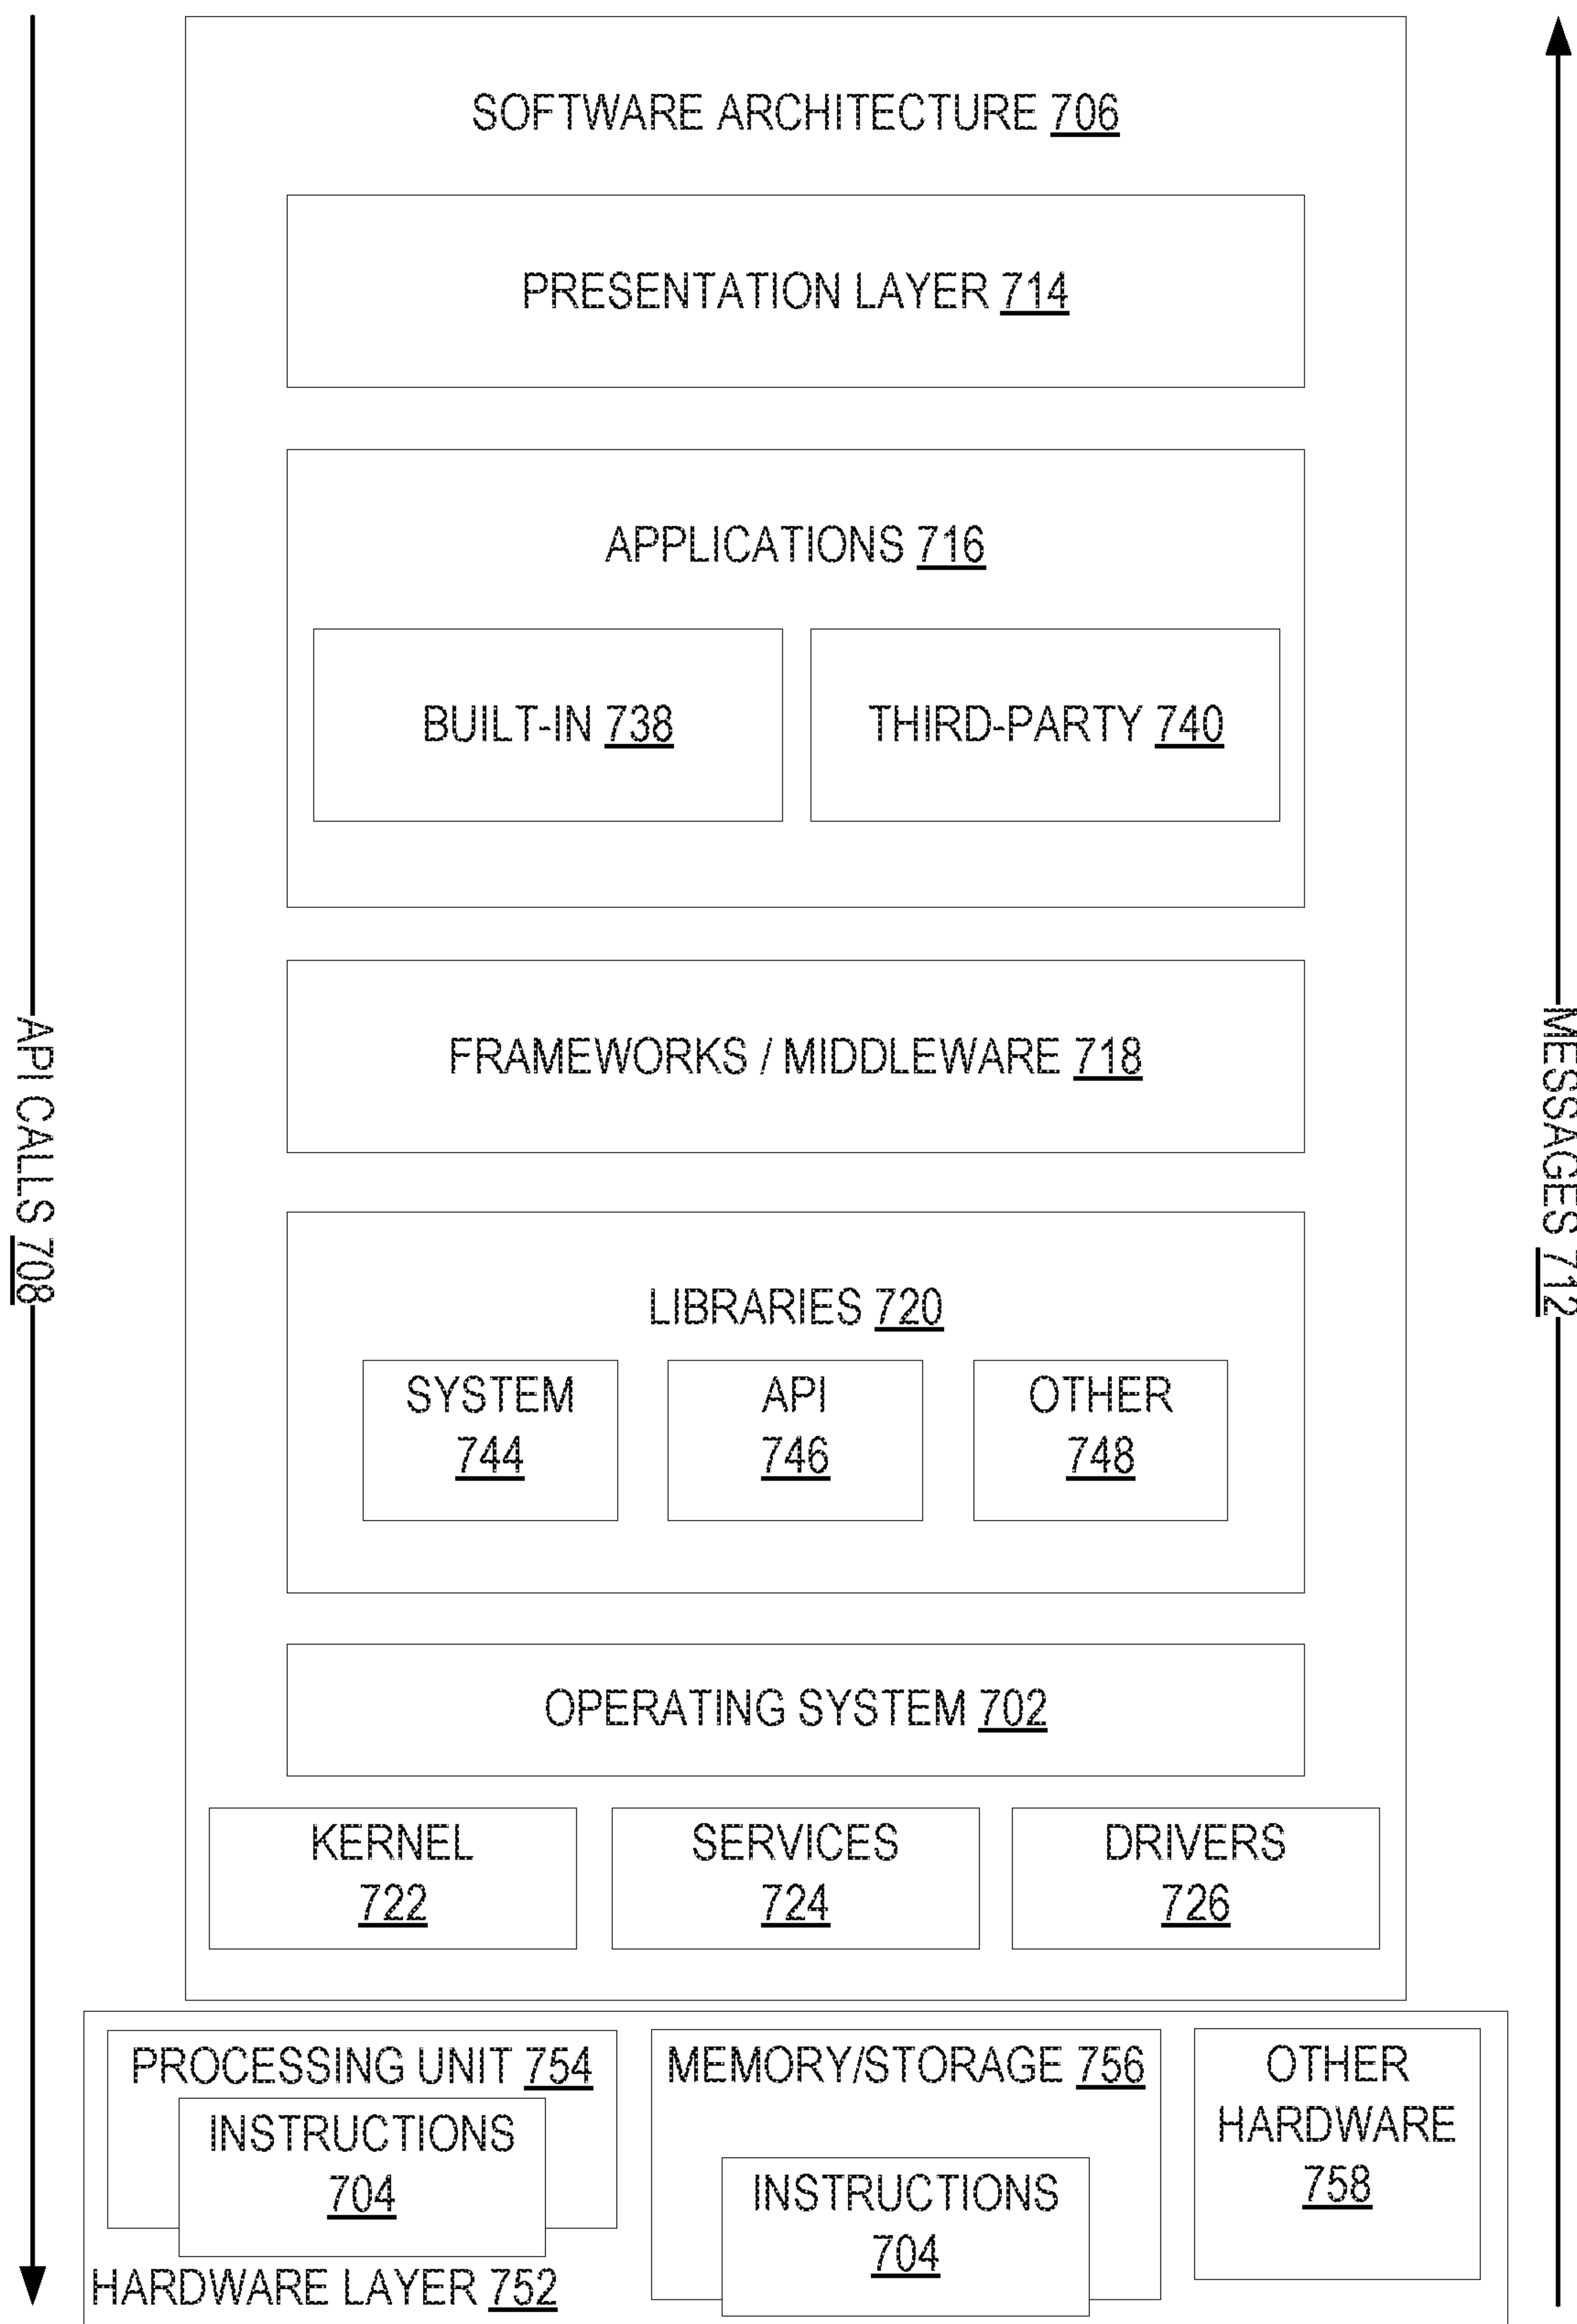 SOFTWARE ARCHITECTURE 706
PRESENTATION LAYER 714
APPLICATIONS 716
BUILT-IN 738
THIRD-PARTY 740
FRAMEWORKS / MIDDLEWARE 718
API CALLS 708
MESSAGES 712
LIBRARIES 720
SYSTEM
744
API
746
OTHER
748
OPERATING SYSTEM 702
KERNEL
722
SERVICES
724
DRIVERS
726
PROCESSING UNIT 754
INSTRUCTIONS
704
MEMORY/STORAGE 756
INSTRUCTIONS
704
OTHER
HARDWARE
758
HARDWARE LAYER 752